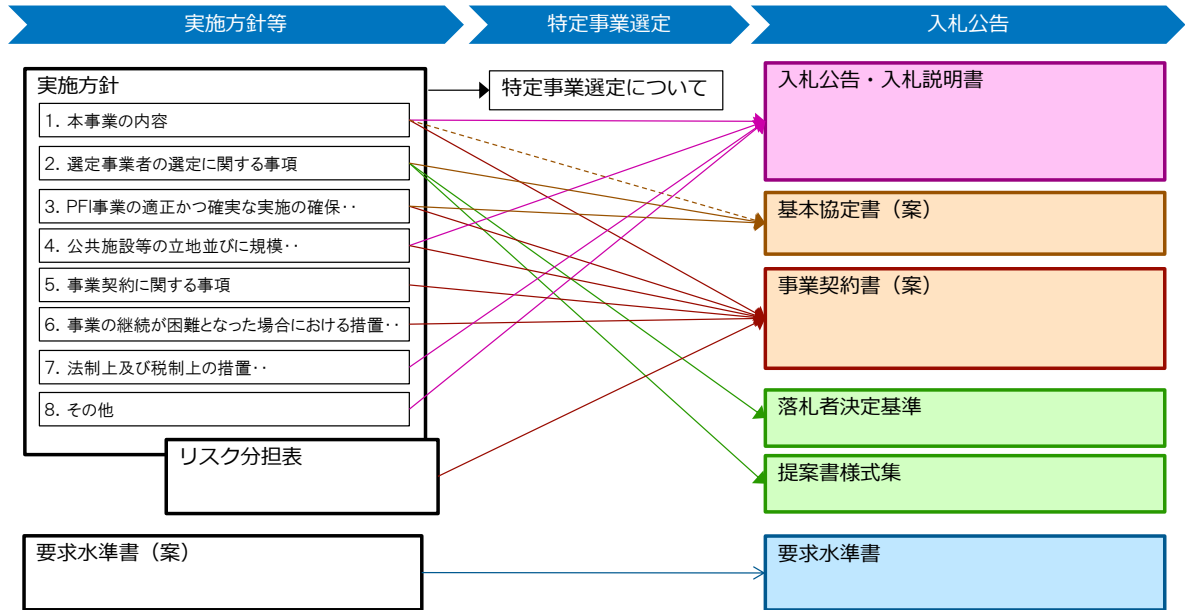 実施方針等
特定事業選定
入札公告
実施方針
1. 本事業の内容
2. 選定事業者の選定に関する事項
3. PFI事業の適正かつ確実な実施の確保‥
4. 公共施設等の立地並びに規模‥
5. 事業契約に関する事項
6. 事業の継続が困難となった場合における措置‥
7. 法制上及び税制上の措置‥
8. その他
リスク分担表
要求水準書（案）
特定事業選定について
入札公告・入札説明書
基本協定書（案）
事業契約書（案）
落札者決定基準
提案書様式集
要求水準書